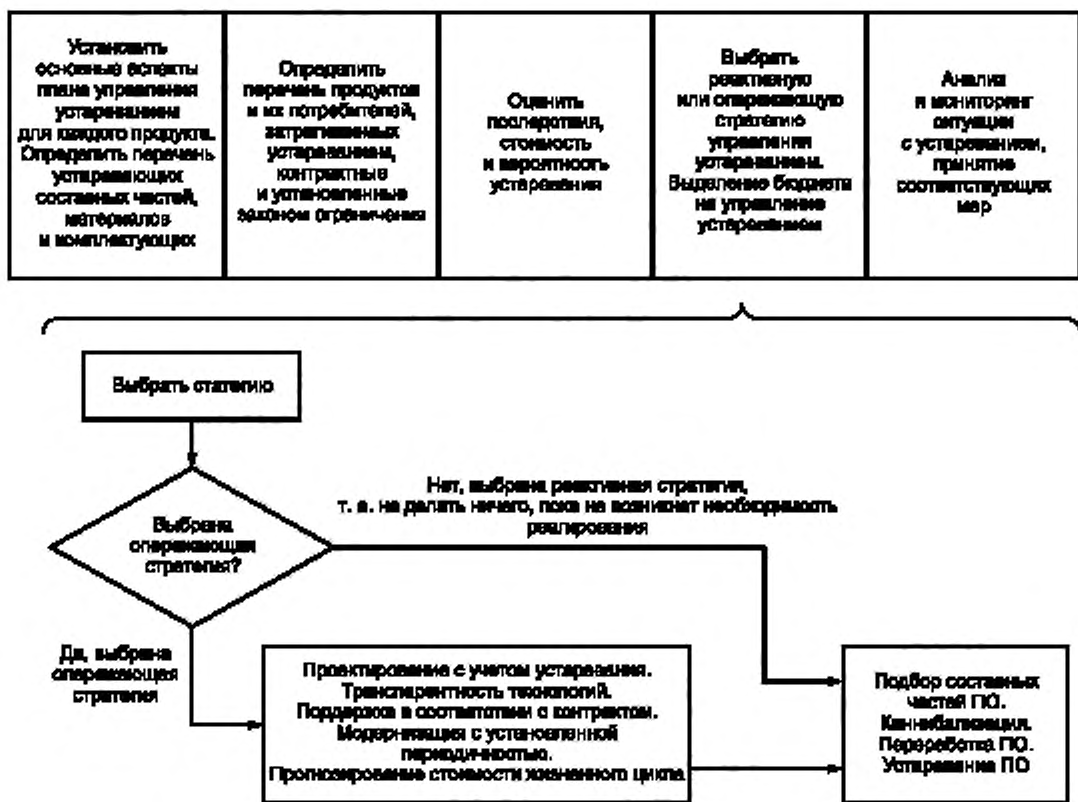 Установить
основные аспекты
плана управления
устареванием
для каждого продукта.
Определить перечень
устаревающих
составных частей,
материалов
и комплектующих
Определить
перечень продуктов
и их потребителей,
затрагиваемых
устареванием,
контрактные
и установленные
законом ограничения
Оценить
последствия,
стоимость
и вероятность
устаревания
Выбрать
реактивную
или опережающую
стратегию
управления
устареванием.
Выделение бюджета
на управление
устареванием
Анализ
и мониторинг
ситуации
с устареванием,
принятие
соответствующих
мер
Выбрать статегию
Нет, выбрана реактивная стратегия,
т. е. не делать ничего, пока не возникнет необходимость
реагирования
Выбрана
опережающая
стратегия?
Да, выбрана
опережающая
стратегия
Проектирование с учетом устаревания.
Транспарентность технологий.
Поддержка в соответствии с контрактом.
Модернизация с установленной
периодичностью.
Прогнозирование стоимости жизненного цикла
Подбор составных
частей ПО.
Каннибализация.
Переработка ПО.
Устаревание ПО